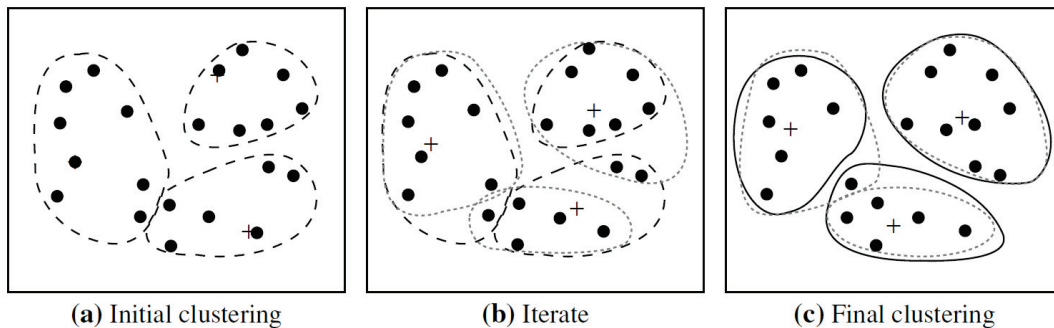 (a) Initial clustering
(b) Iterate
(c) Final clustering